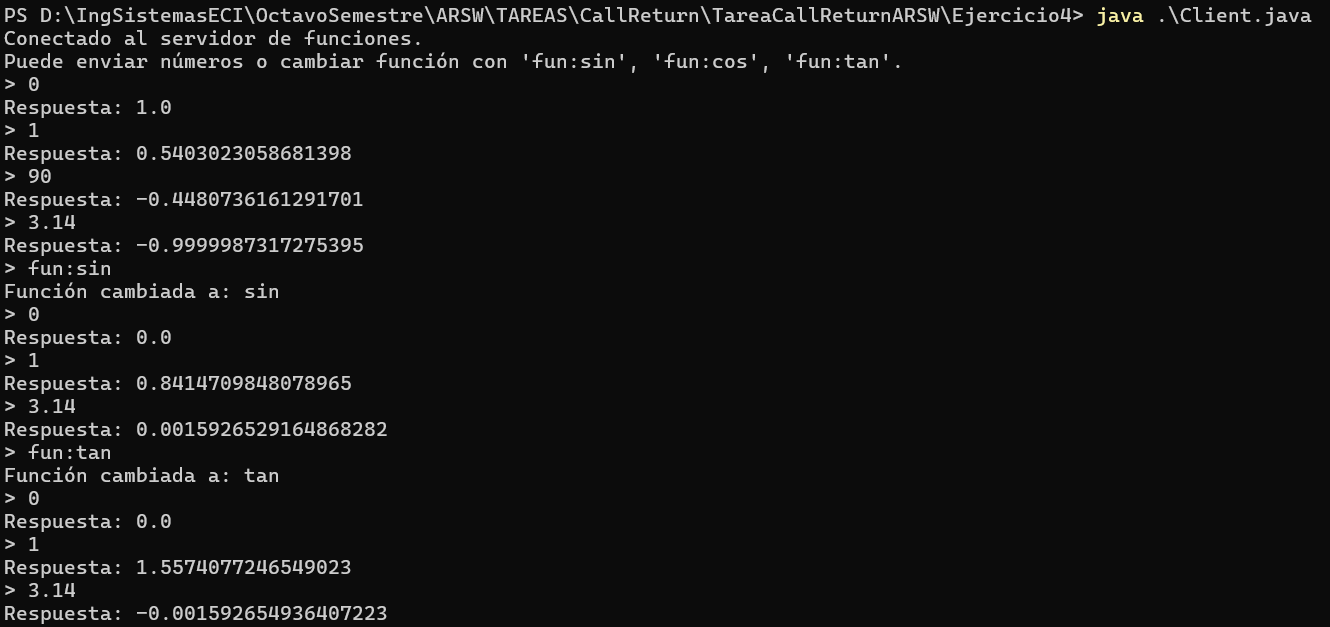 PS D:\IngSistemasECI\OctavoSemestre\ARSW\TAREAS\CallReturn\TareaCallReturnARSW\Ejercicio4> java .\Client.java
Conectado al servidor de funciones.
Puede enviar números o cambiar función con 'fun:sin', 'fun:cos', 'fun:tan'.
> 0
Respuesta: 1.0
> 1
Respuesta: 0.5403023058681398
> 90
Respuesta: -0.4480736161291701
> 3.14
Respuesta: -0.9999987317275395
> fun:sin
Función cambiada a: sin
> 0
Respuesta: 0.0
> 1
Respuesta: 0.8414709848078965
> 3.14
Respuesta: 0.0015926529164868282
> fun:tan
Función cambiada a: tan
> 0
Respuesta: 0.0
> 1
Respuesta: 1.5574077246549023
> 3.14
Respuesta: -0.001592654936407223